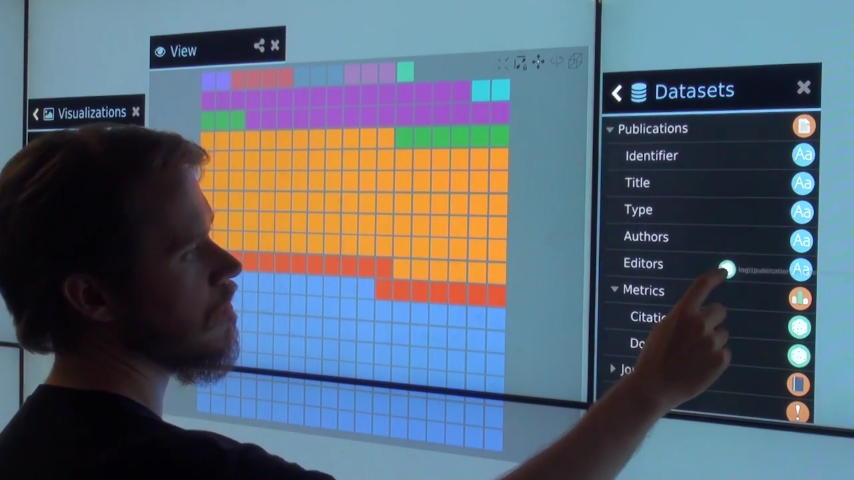 View
Visualizations
Datasets
Publications
Identifier
Aa
Title
Aa
Type
Aa
Authors
Aa
Editors
Aa
Metrics